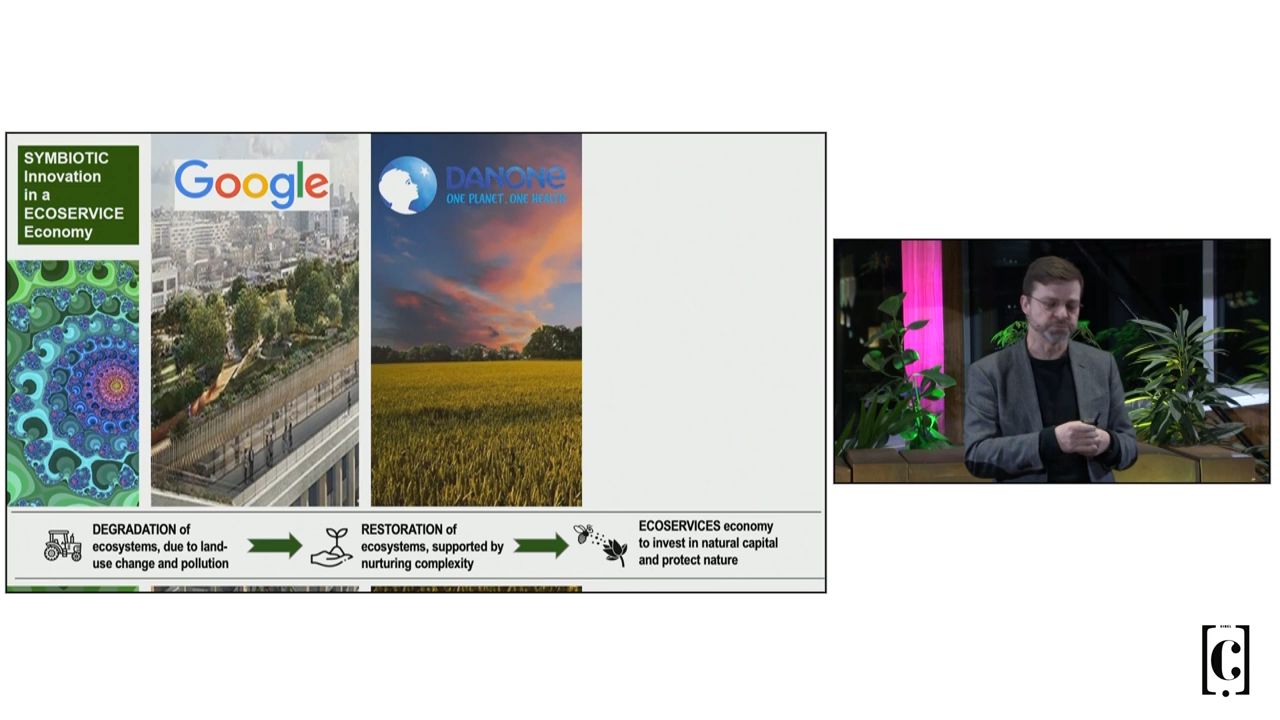 SYMBIOTIC
Innovation
in a
ECOSERVICE
Economy
Google
DANONE
ONE PLANET. ONE HEALTH
DEGRADATION of
ecosystems, due to land-
use change and pollution
RESTORATION of
ecosystems, supported by
nurturing complexity
ECOSERVICES economy
to invest in natural capital
and protect nature
[Ç]